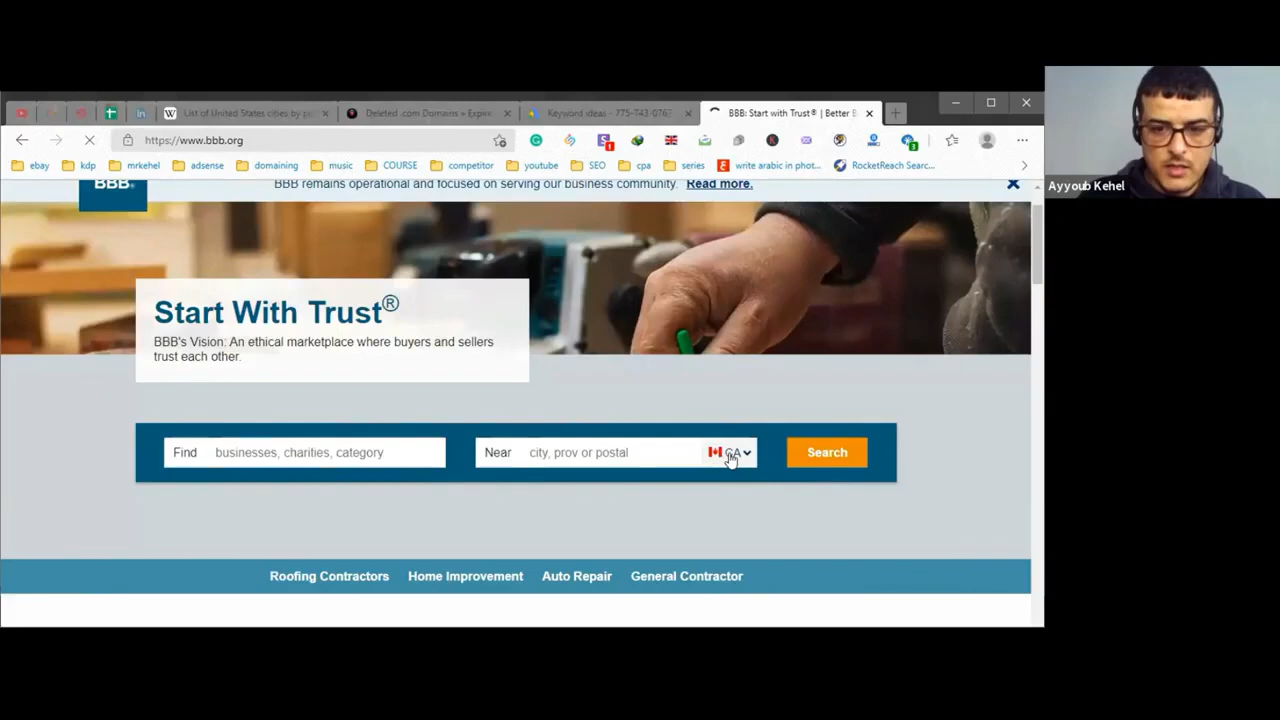 List of United States cities by p
Deleted .com Domains » Expire
Keyword ideas - 775-743-076
BBB: Start with Trust® | Better B
https://www.bbb.org
1
3
ebay
kdp
mrkehel
adsense
domaining
music
COURSE
competitor
youtube
SEO
cpa
series
write arabic in phot...
RocketReach Searc...
Ayyoub Kehel
BBB
BBB remains operational and focused on serving our business community. Read more.
Start With Trust®
BBB's Vision: An ethical marketplace where buyers and sellers
trust each other.
Find businesses, charities, category
Near city, prov or postal
CA
Search
Roofing Contractors
Home Improvement
Auto Repair
General Contractor